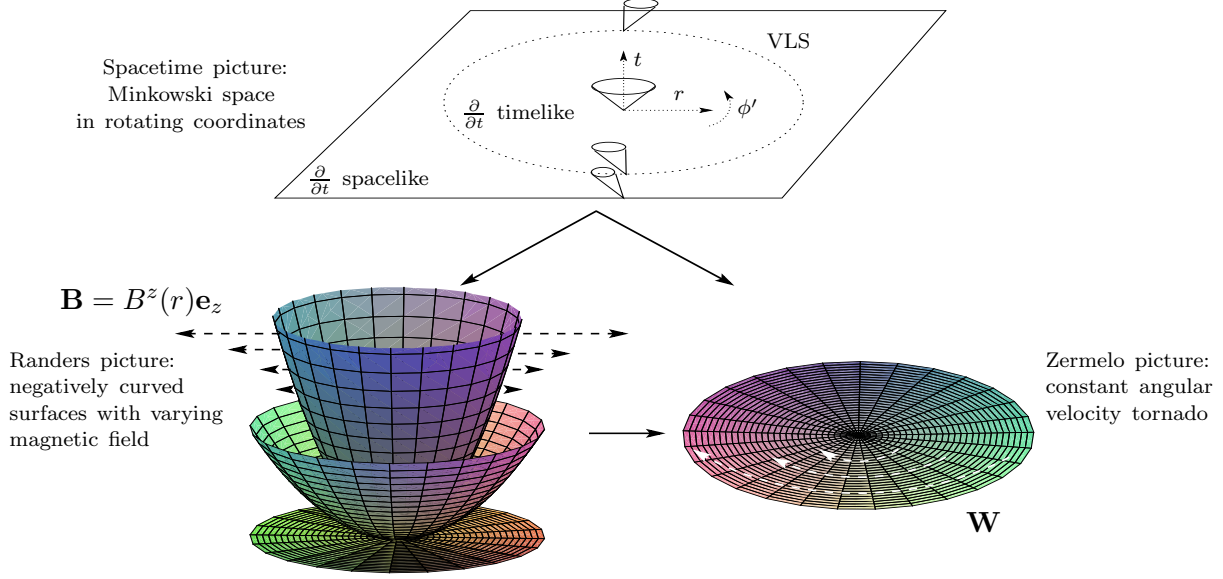 Spacetime picture:
Minkowski space
in rotating coordinates
VLS
t
r
ϕ′
∂/∂t timelike
∂/∂t spacelike
𝐁 = B^z(r)𝐞_z
Randers picture:
negatively curved
surfaces with varying
magnetic field
Zermelo picture:
constant angular
velocity tornado
𝐖